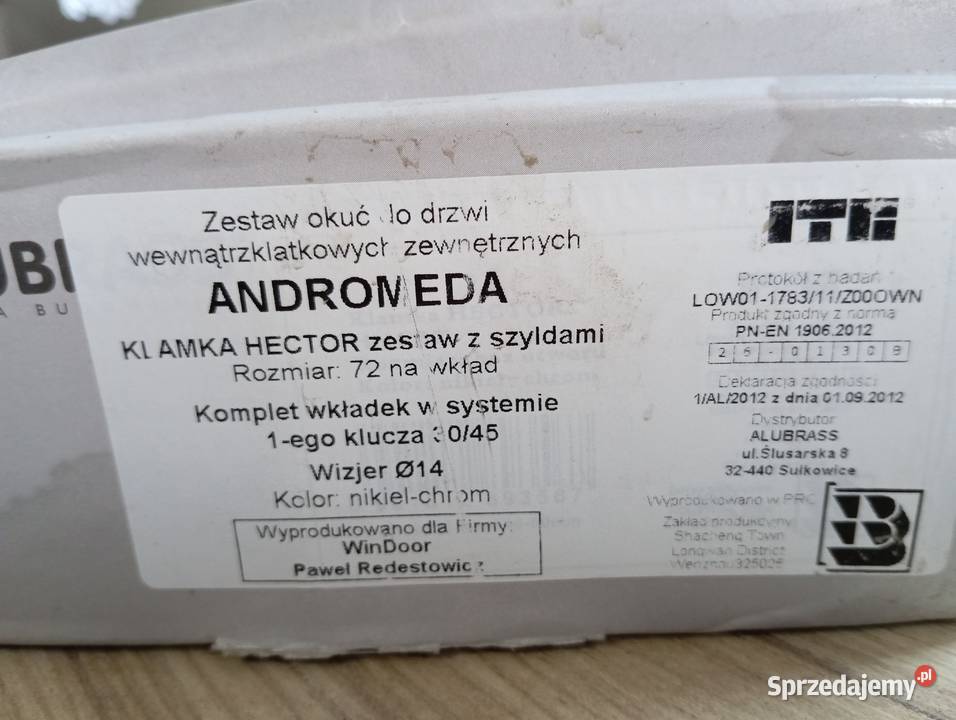 UBI
A BU
Zestaw okuć do drzwi
wewnątrzklatkowych zewnętrznych
ANDROMEDA
KLAMKA HECTOR zestaw z szyldami
Rozmiar: 72 na wkład
Komplet wkładek w systemie
1-ego klucza 30/45
Wizjer Ø14
Kolor: nikiel-chrom
Wyprodukowano dla Firmy:
WinDoor
Paweł Redestowicz
ITB
Protokół z badań
LOW01-1783/11/Z00OWN
Produkt zgodny z normą
PN-EN 1906.2012
Deklaracja zgodności
1/AL/2012 z dnia 01.09.2012
Dystrybutor
ALUBRASS
ul.Ślusarska 8
32-440 Sułkowice
Wyprodukowano w PRC
Zakład produkcyjny
Shacheng Town
Longwan District
Wenzhou325025
B
Sprzedajemy.pl